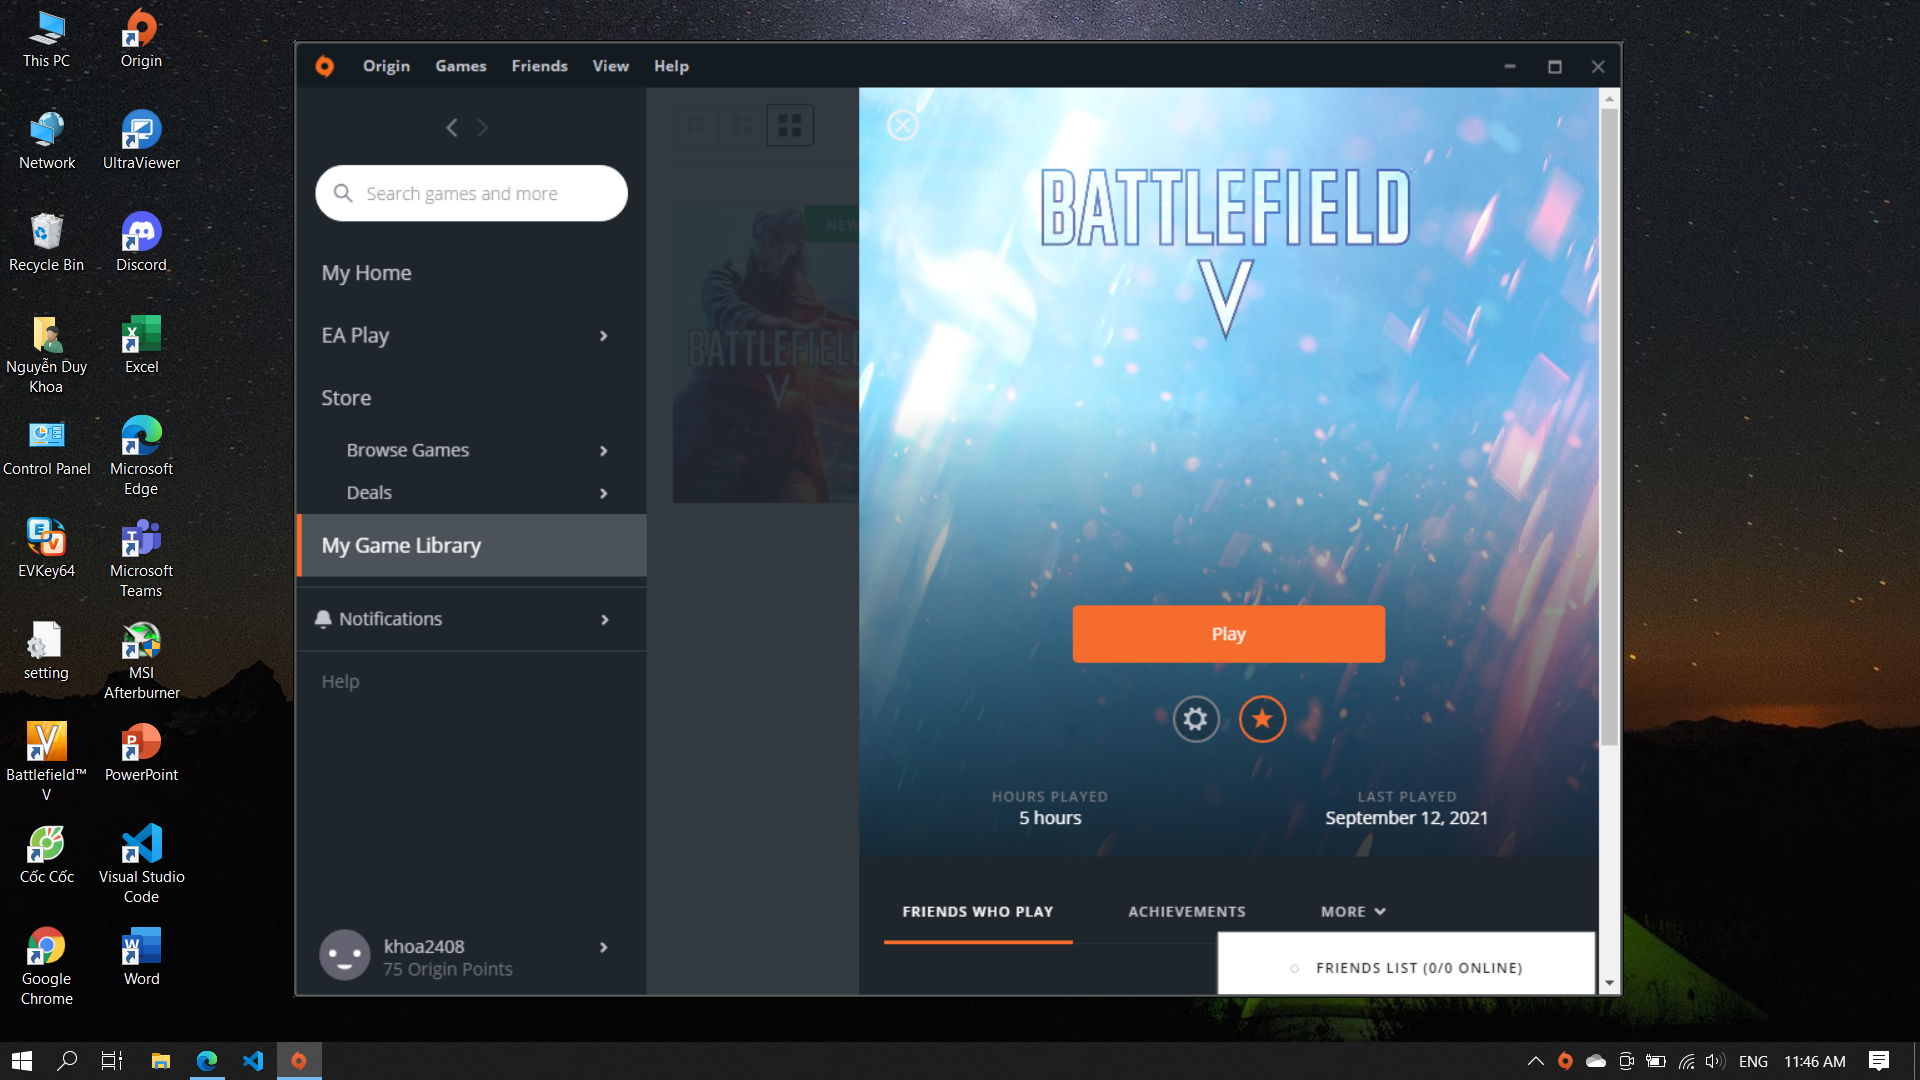 This PC
Origin
Network
UltraViewer
Recycle Bin
Discord
Nguyễn Duy
Khoa
Excel
Control Panel
Microsoft
Edge
EVKey64
Microsoft
Teams
setting
MSI
Afterburner
Battlefield™
V
PowerPoint
Cốc Cốc
Visual Studio
Code
Google
Chrome
Word
Origin Games Friends View Help
Search games and more
My Home
EA Play
Store
Browse Games
Deals
My Game Library
Notifications
Help
khoa2408
75 Origin Points
NEW
BATTLEFIELD
V
BATTLEFIELD
V
Play
HOURS PLAYED
5 hours
LAST PLAYED
September 12, 2021
FRIENDS WHO PLAY
ACHIEVEMENTS
MORE
FRIENDS LIST (0/0 ONLINE)
ENG
11:46 AM